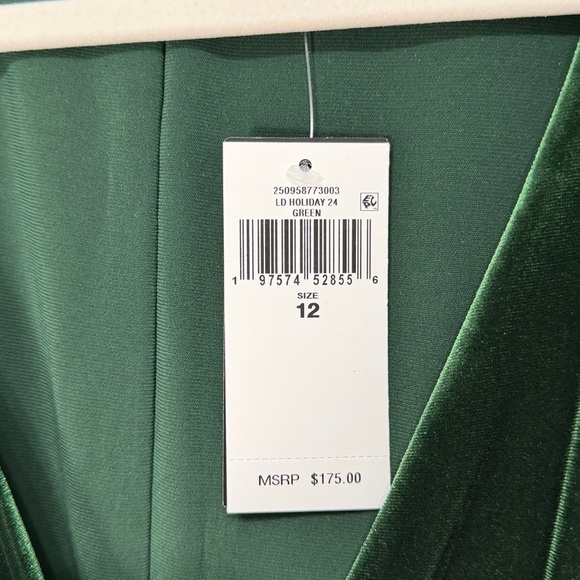 250958773003
LD HOLIDAY 24
GREEN
1 97574 52855 6
SIZE
12
MSRP $175.00